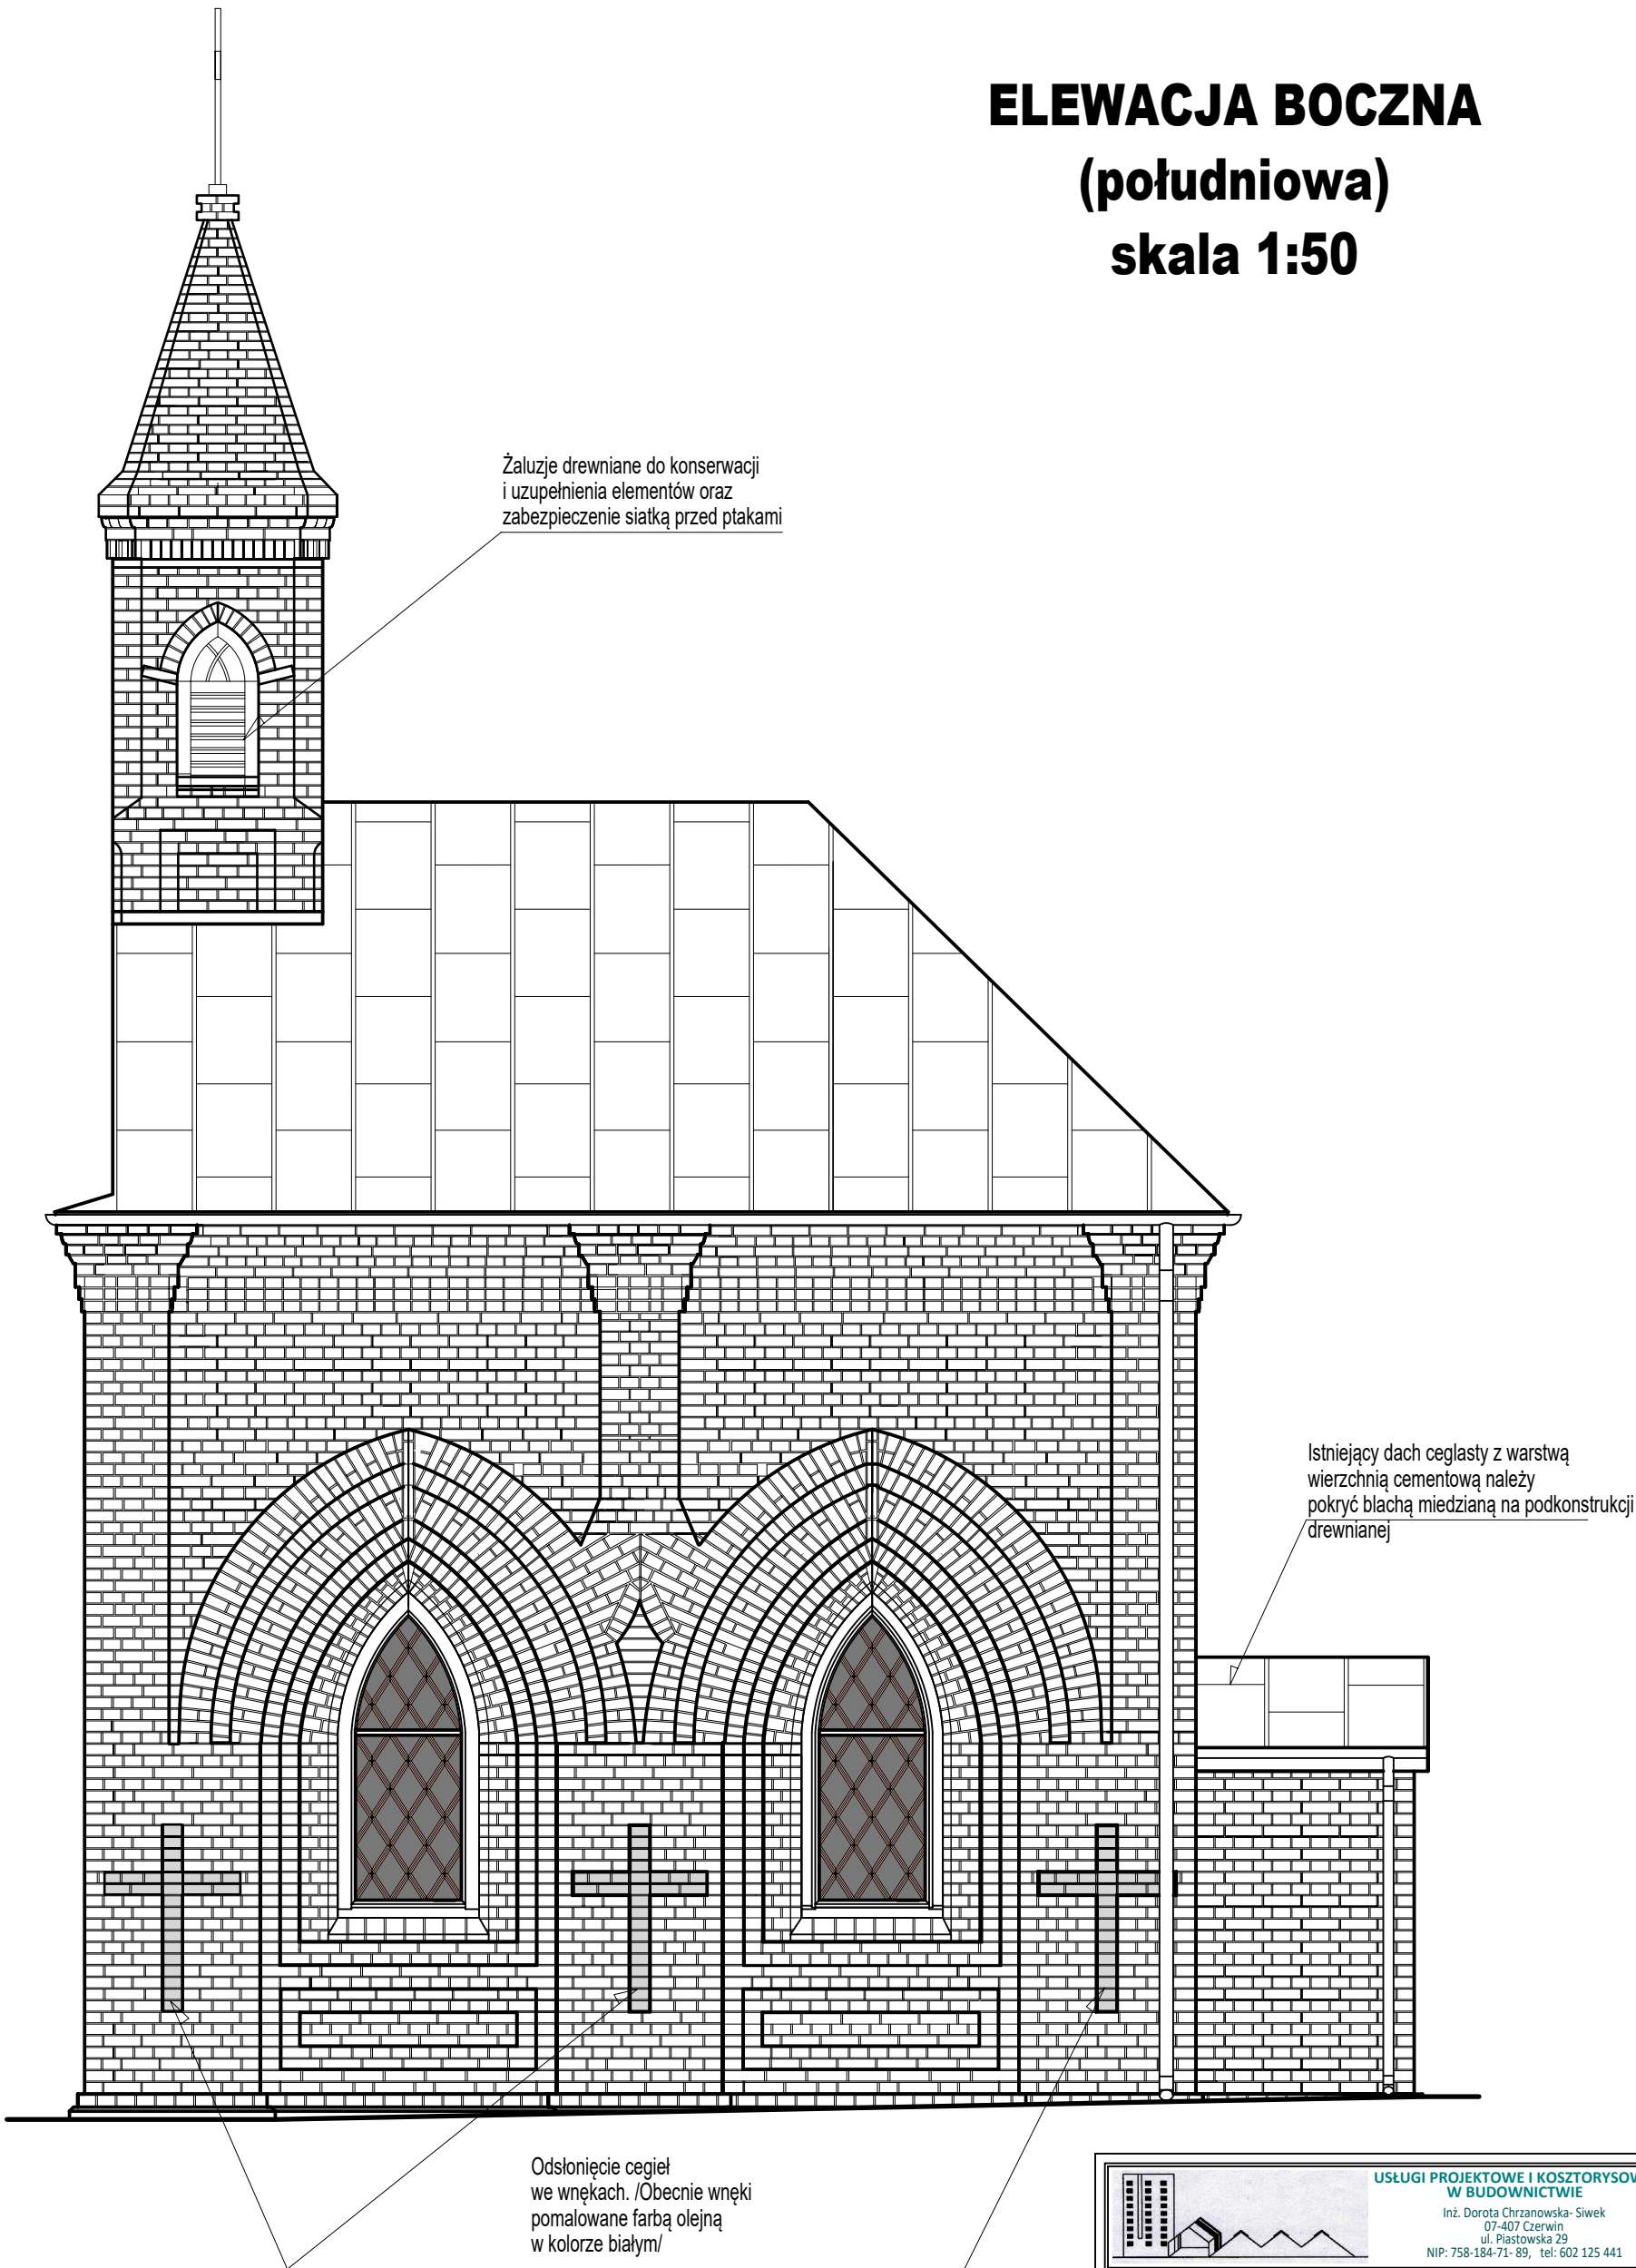 ELEWACJA BOCZNA
(południowa)
skala 1:50
Żaluzje drewniane do konserwacji
i uzupełnienia elementów oraz
zabezpieczenie siatką przed ptakami
Istniejący dach ceglasty z warstwą
wierzchnią cementową należy
pokryć blachą miedzianą na podkonstrukcji
drewnianej
Odsłonięcie cegieł
we wnękach. /Obecnie wnęki
pomalowane farbą olejną
w kolorze białym/
USŁUGI PROJEKTOWE I KOSZTORYSOW
W BUDOWNICTWIE
Inż. Dorota Chrzanowska- Siwek
07-407 Czerwin
ul. Piastowska 29
NIP: 758-184-71- 89, tel: 602 125 441